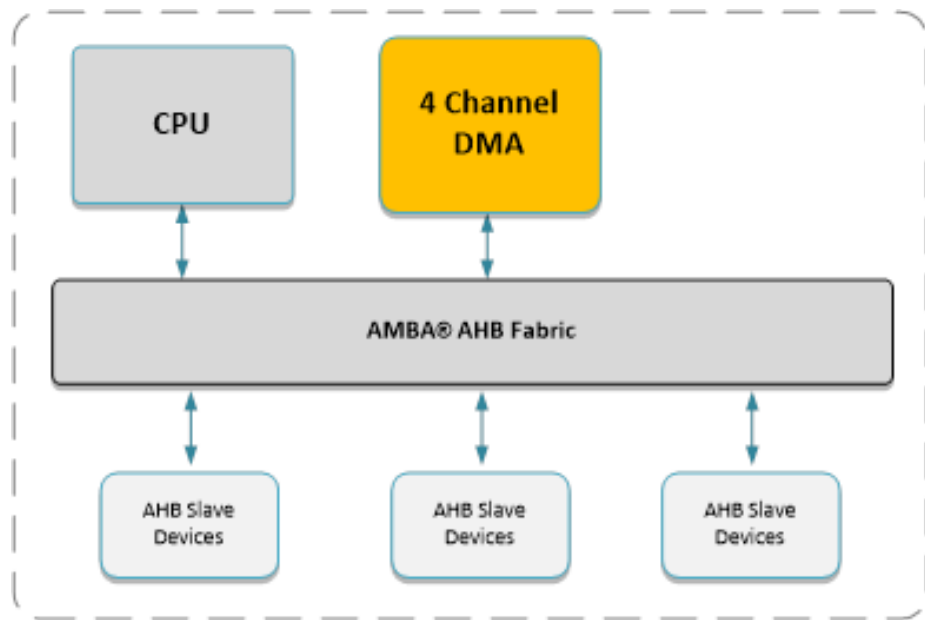 CPU
4 Channel
DMA
AMBA® AHB Fabric
AHB Slave
Devices
AHB Slave
Devices
AHB Slave
Devices